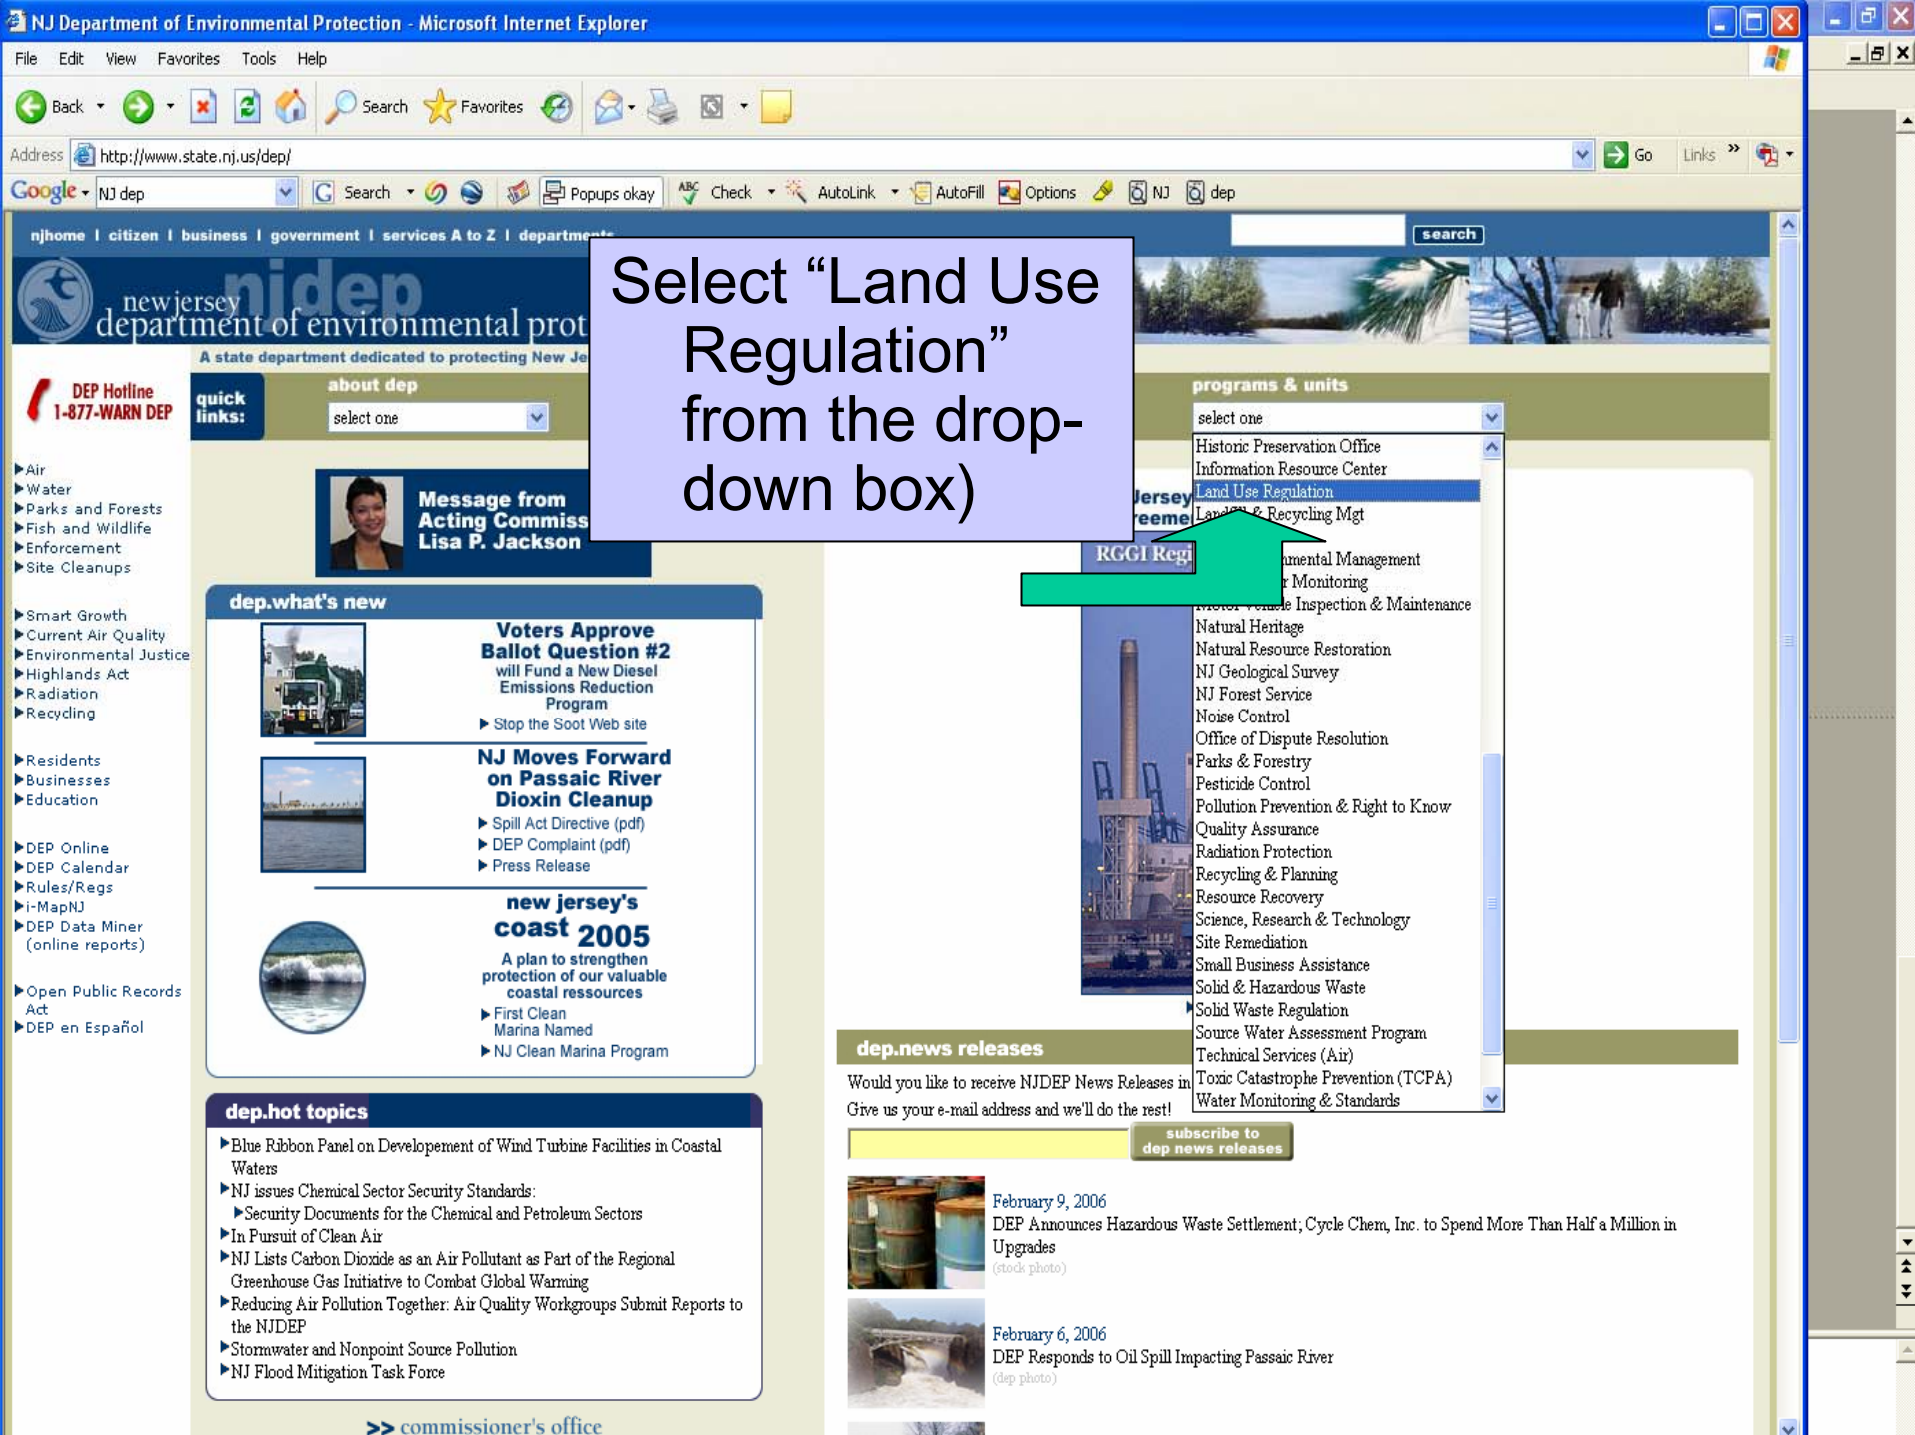 NJ Department of Environmental Protection - Microsoft Internet Explorer
File Edit View Favorites Tools Help
Back Search Favorites
Address http://www.state.nj.us/dep/ Go Links »
Google NJ dep Search Popups okay ABC Check AutoLink AutoFill Options NJ dep
njhome | citizen | business | government | services A to Z | departments
search
njdep
new jersey
department of environmental prot
A state department dedicated to protecting New Je
Select “Land Use
Regulation”
from the drop-
down box)
DEP Hotline
1-877-WARN DEP
quick
links:
about dep
select one
programs & units
select one
Historic Preservation Office
Information Resource Center
Land Use Regulation
Landfill & Recycling Mgt
nmental Management
r Monitoring
Motor Vehicle Inspection & Maintenance
Natural Heritage
Natural Resource Restoration
NJ Geological Survey
NJ Forest Service
Noise Control
Office of Dispute Resolution
Parks & Forestry
Pesticide Control
Pollution Prevention & Right to Know
Quality Assurance
Radiation Protection
Recycling & Planning
Resource Recovery
Science, Research & Technology
Site Remediation
Small Business Assistance
Solid & Hazardous Waste
Solid Waste Regulation
Source Water Assessment Program
Technical Services (Air)
Toxic Catastrophe Prevention (TCPA)
Water Monitoring & Standards
Air
Water
Parks and Forests
Fish and Wildlife
Enforcement
Site Cleanups
Smart Growth
Current Air Quality
Environmental Justice
Highlands Act
Radiation
Recycling
Residents
Businesses
Education
DEP Online
DEP Calendar
Rules/Regs
i-MapNJ
DEP Data Miner
(online reports)
Open Public Records
Act
DEP en Español
Message from
Acting Commiss
Lisa P. Jackson
Jersey
reeme
RGGI Regi
dep.what's new
Voters Approve
Ballot Question #2
will Fund a New Diesel
Emissions Reduction
Program
Stop the Soot Web site
NJ Moves Forward
on Passaic River
Dioxin Cleanup
Spill Act Directive (pdf)
DEP Complaint (pdf)
Press Release
new jersey's
coast 2005
A plan to strengthen
protection of our valuable
coastal ressources
First Clean
Marina Named
NJ Clean Marina Program
dep.hot topics
Blue Ribbon Panel on Developement of Wind Turbine Facilities in Coastal
Waters
NJ issues Chemical Sector Security Standards:
Security Documents for the Chemical and Petroleum Sectors
In Pursuit of Clean Air
NJ Lists Carbon Dioxide as an Air Pollutant as Part of the Regional
Greenhouse Gas Initiative to Combat Global Warming
Reducing Air Pollution Together: Air Quality Workgroups Submit Reports to
the NJDEP
Stormwater and Nonpoint Source Pollution
NJ Flood Mitigation Task Force
>> commissioner's office
dep.news releases
Would you like to receive NJDEP News Releases in
Give us your e-mail address and we'll do the rest!
subscribe to
dep news releases
February 9, 2006
DEP Announces Hazardous Waste Settlement; Cycle Chem, Inc. to Spend More Than Half a Million in
Upgrades
(stock photo)
February 6, 2006
DEP Responds to Oil Spill Impacting Passaic River
(dep photo)